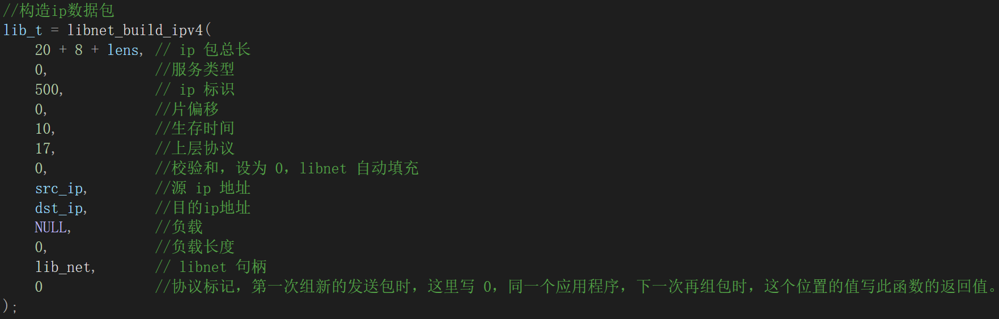 //构造ip数据包
lib_t = libnet_build_ipv4(
    20 + 8 + lens, // ip 包总长
    0,             //服务类型
    500,           // ip 标识
    0,             //片偏移
    10,            //生存时间
    17,            //上层协议
    0,             //校验和，设为 0，libnet 自动填充
    src_ip,        //源 ip 地址
    dst_ip,        //目的ip地址
    NULL,          //负载
    0,             //负载长度
    lib_net,       // libnet 句柄
    0              //协议标记，第一次组新的发送包时，这里写 0，同一个应用程序，下一次再组包时，这个位置的值写此函数的返回值。
);